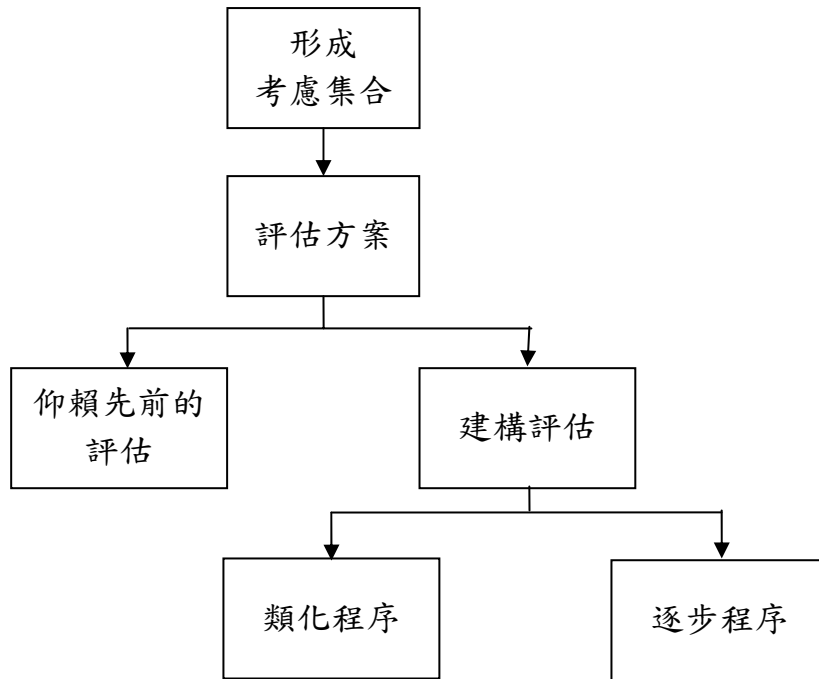 形成
考慮集合
評估方案
仰賴先前的
評估
建構評估
類化程序
逐步程序